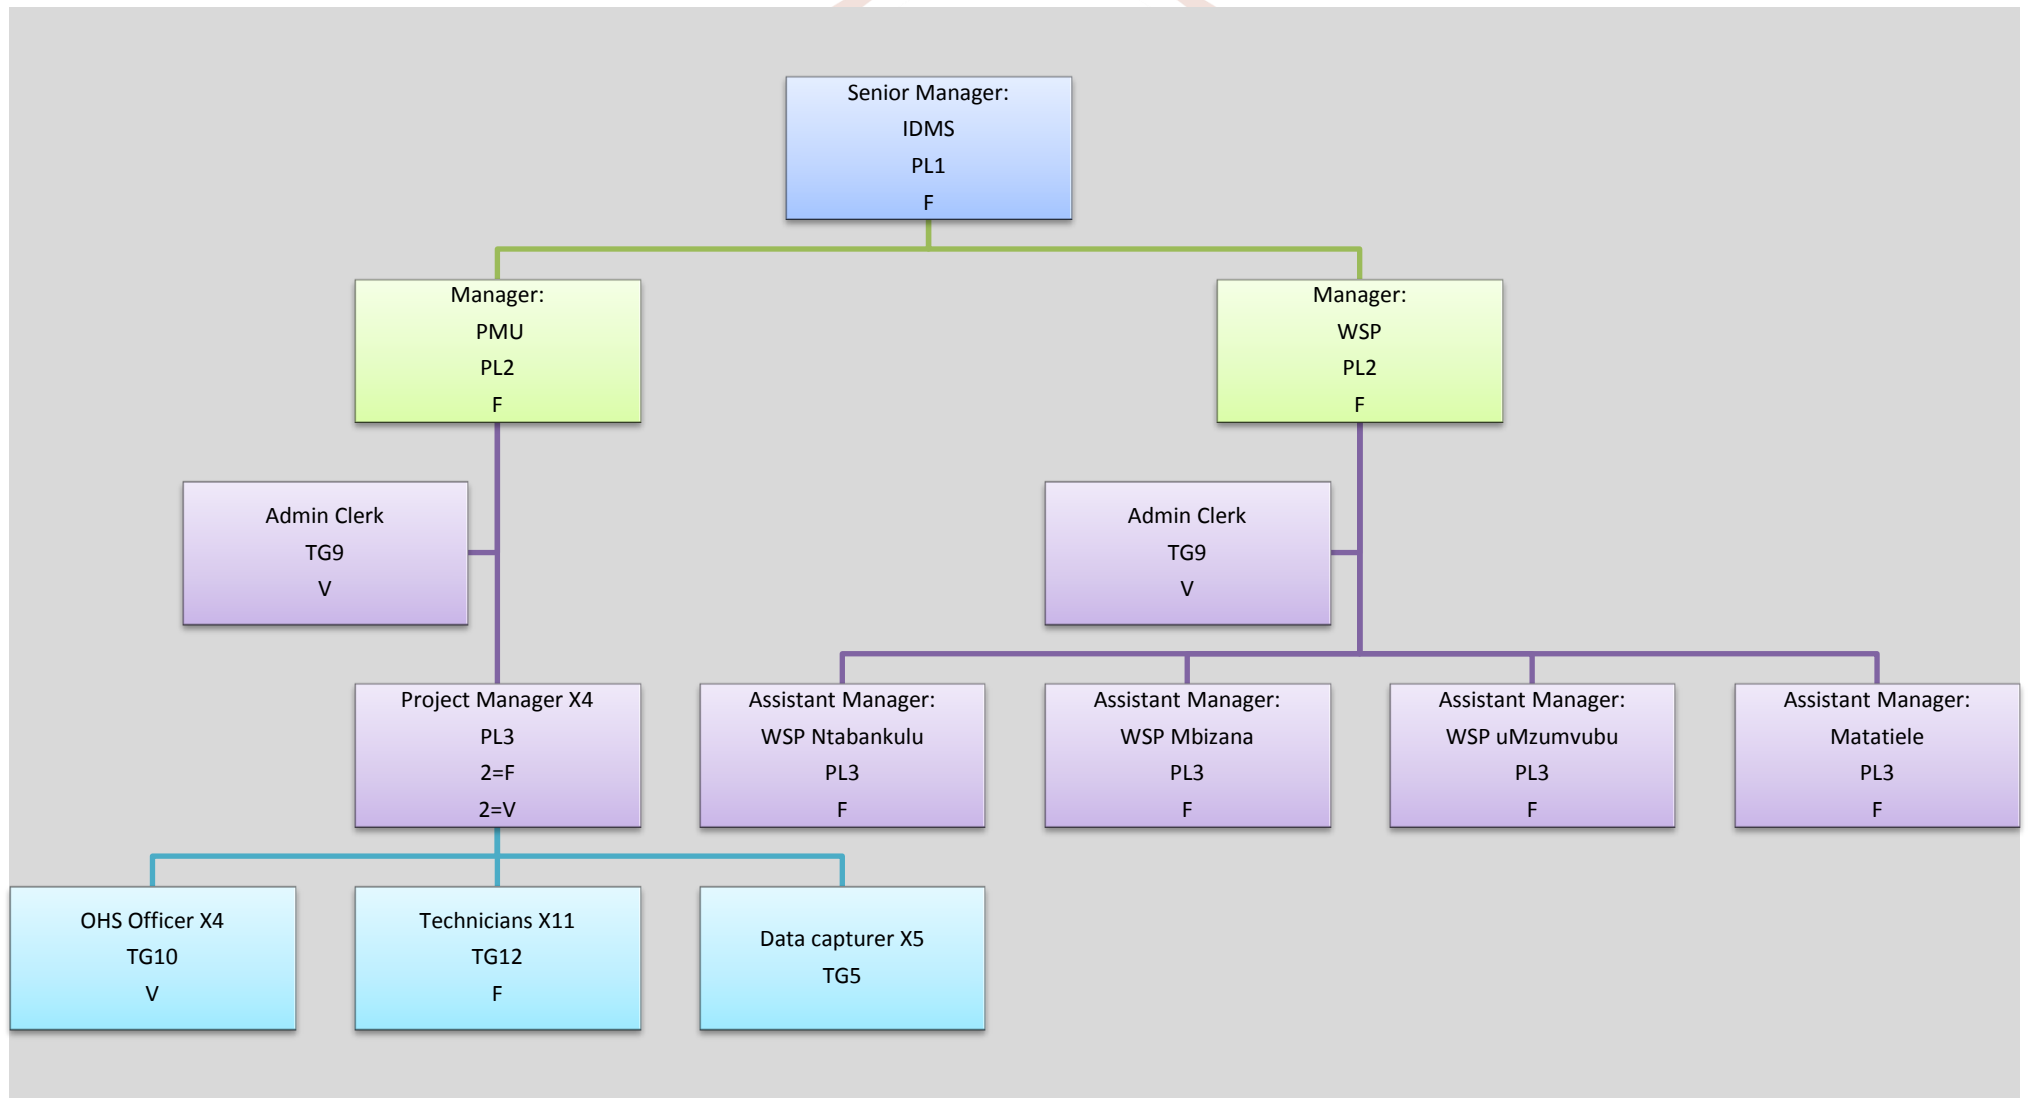 Senior Manager:
IDMS
PL1
F
Manager:
PMU
PL2
F
Manager:
WSP
PL2
F
Admin Clerk
TG9
V
Admin Clerk
TG9
V
Project Manager X4
PL3
2=F
2=V
Assistant Manager:
WSP Ntabankulu
PL3
F
Assistant Manager:
WSP Mbizana
PL3
F
Assistant Manager:
WSP uMzumvubu
PL3
F
Assistant Manager:
Matatiele
PL3
F
OHS Officer X4
TG10
V
Technicians X11
TG12
F
Data capturer X5
TG5